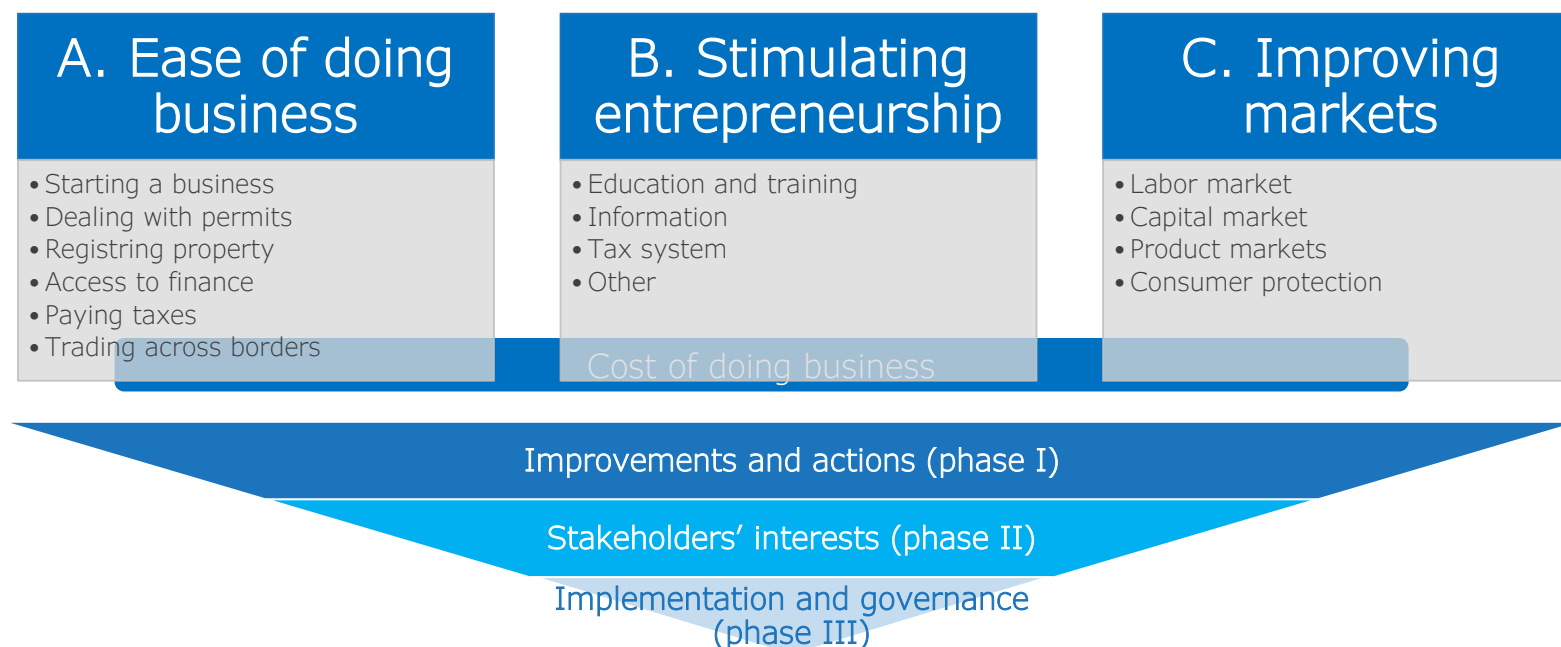 A. Ease of doing
business
• Starting a business
• Dealing with permits
• Registring property
• Access to finance
• Paying taxes
• Trading across borders
B. Stimulating
entrepreneurship
• Education and training
• Information
• Tax system
• Other
C. Improving
markets
• Labor market
• Capital market
• Product markets
• Consumer protection
Cost of doing business
Improvements and actions (phase I)
Stakeholders’ interests (phase II)
Implementation and governance
(phase III)